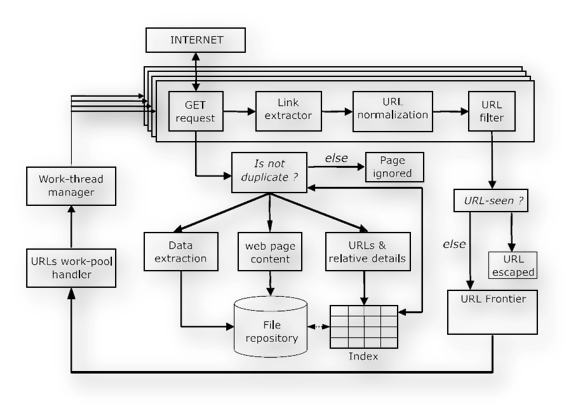 INTERNET
GET
request
Link
extractor
URL
normalization
URL
filter
Is not
duplicate ?
else
Page
ignored
Work-thread
manager
URL-seen ?
else
URL
escaped
Data
extraction
web page
content
URLs &
relative details
URLs work-pool
handler
URL Frontier
File
repository
Index